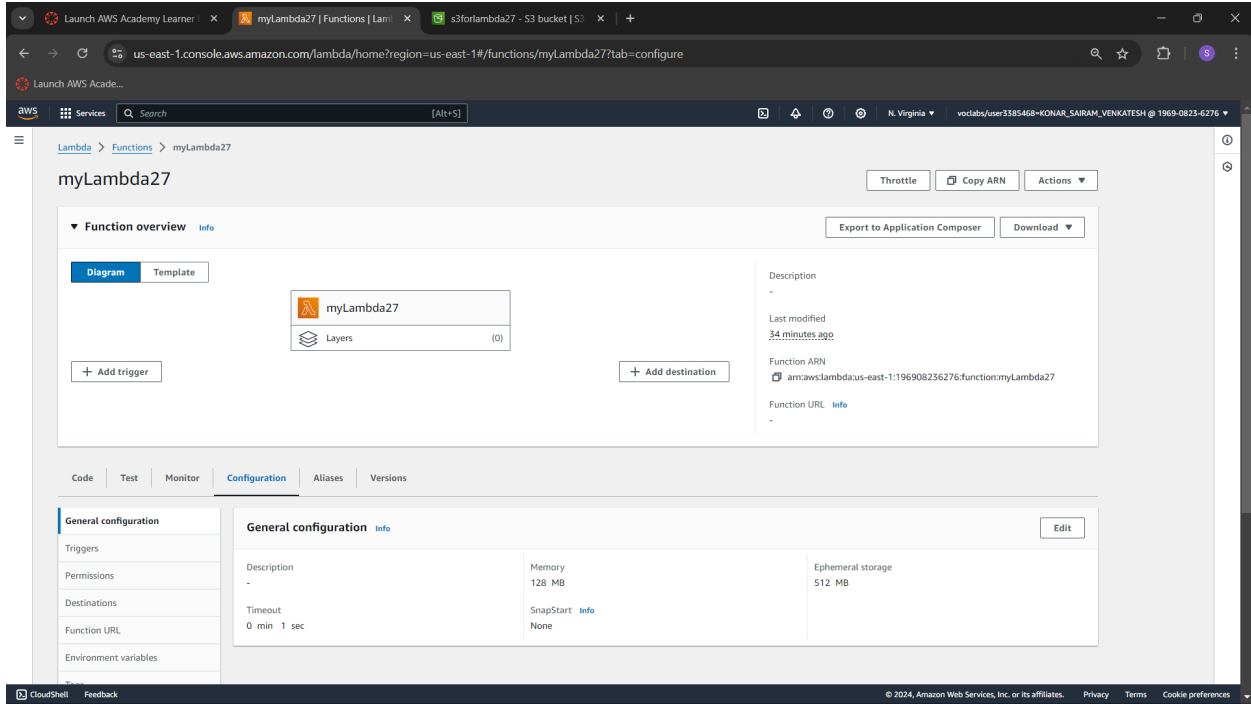 Launch AWS Academy Learner
myLambda27 | Functions | Lam
s3forlambda27 - S3 bucket | S3
us-east-1.console.aws.amazon.com/lambda/home?region=us-east-1#/functions/myLambda27?tab=configure
S
Launch AWS Acade...
aws
Services
Search
[Alt+S]
N. Virginia
voclabs/user3385468=KONAR_SAIRAM_VENKATESH @ 1969-0823-6276
Lambda > Functions > myLambda27
myLambda27
Throttle
Copy ARN
Actions
Function overview Info
Export to Application Composer
Download
Diagram
Template
myLambda27
Layers (0)
+ Add trigger
+ Add destination
Description
-
Last modified
34 minutes ago
Function ARN
arn:aws:lambda:us-east-1:196908236276:function:myLambda27
Function URL Info
-
Code
Test
Monitor
Configuration
Aliases
Versions
General configuration
Triggers
Permissions
Destinations
Function URL
Environment variables
General configuration Info
Edit
Description
-
Memory
128 MB
Ephemeral storage
512 MB
Timeout
0 min 1 sec
SnapStart Info
None
CloudShell
Feedback
© 2024, Amazon Web Services, Inc. or its affiliates.
Privacy
Terms
Cookie preferences